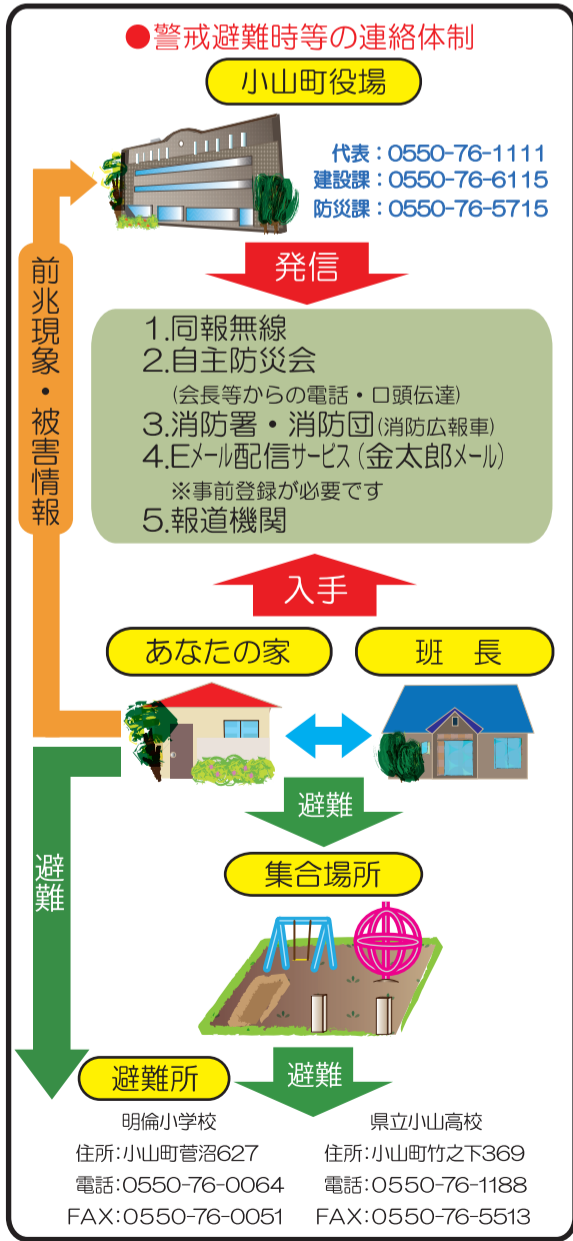 ●警戒避難時等の連絡体制
小山町役場
代表：0550-76-1111
建設課：0550-76-6115
防災課：0550-76-5715
発信
前兆現象・被害情報
1.同報無線
2.自主防災会
(会長等からの電話・口頭伝達)
3.消防署・消防団(消防広報車)
4.Eメール配信サービス(金太郎メール)
※事前登録が必要です
5.報道機関
入手
あなたの家
班 長
避難
避難
集合場所
避難所
避難
明倫小学校
住所:小山町菅沼627
電話:0550-76-0064
FAX:0550-76-0051
県立小山高校
住所:小山町竹之下369
電話:0550-76-1188
FAX:0550-76-5513